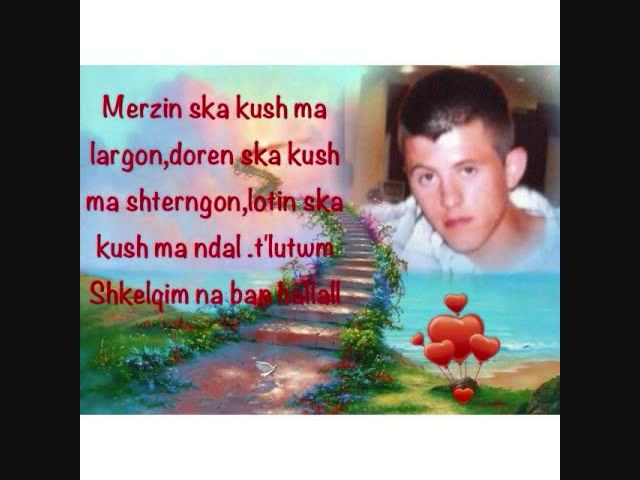 Merzin ska kush ma
largon,doren ska kush
ma shterngon,lotin ska
kush ma ndal .t'lutwm
Shkelqim na ban hallall